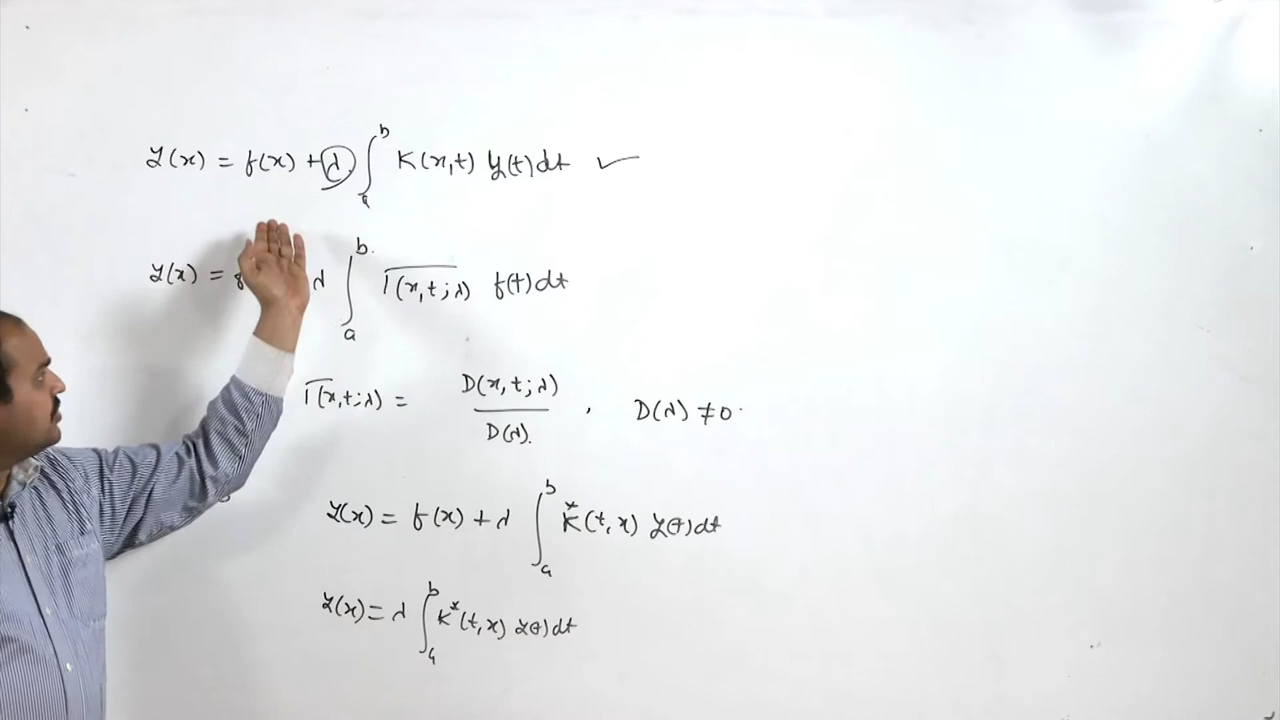 y(x) = f(x) + λ ∫_a^b K(x,t) y(t)dt ✓
y(x) = λ ∫_a^b Γ(x,t;λ) f(t)dt
Γ(x,t;λ) = D(x,t;λ) / D(λ) , D(λ) ≠ 0
y(x) = f(x) + λ ∫_a^b K*(t,x) y(t)dt
y(x) = λ ∫_a^b K*(t,x) y(t)dt